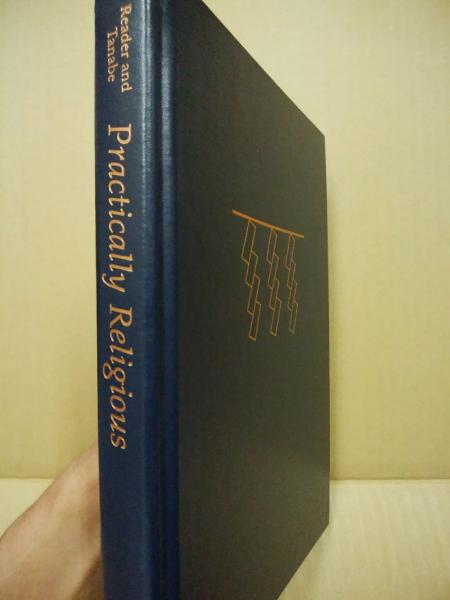 Reader and
Tanabe
Practically Religious